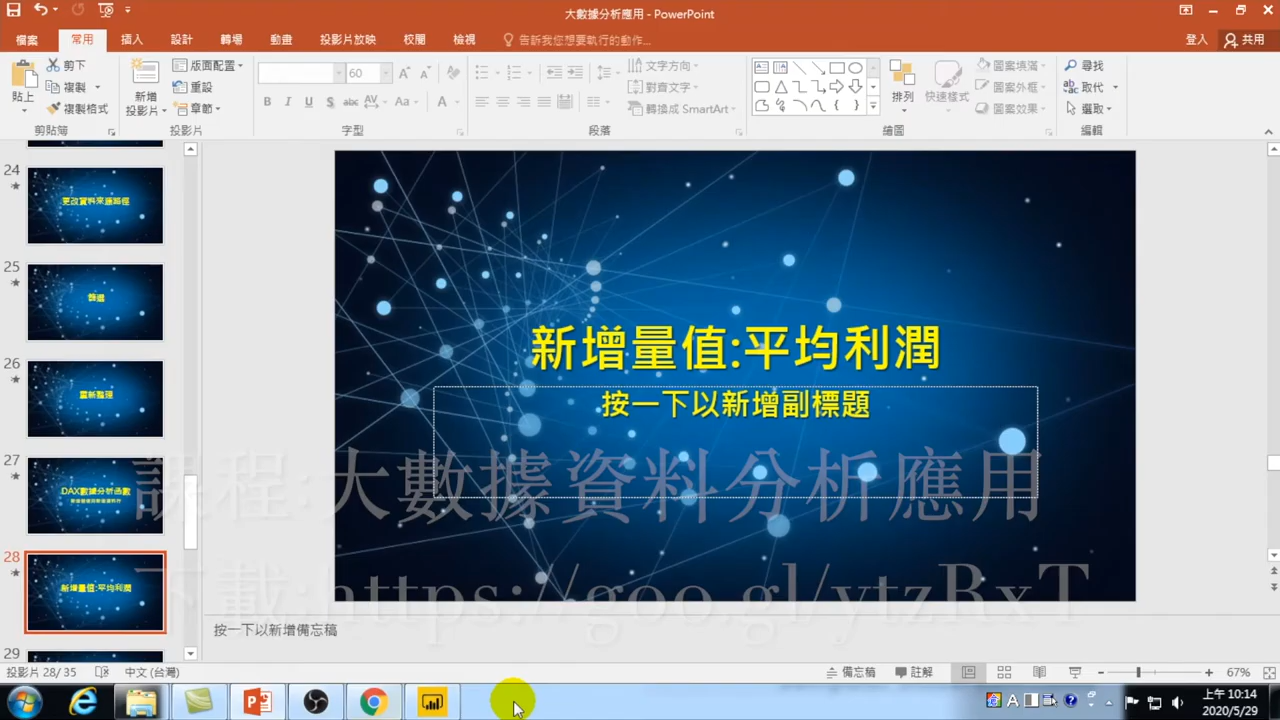 大數據分析應用 - PowerPoint
檔案 常用 插入 設計 轉場 動畫 投影片放映 校閱 檢視 告訴我您想要執行的動作... 登入 共用
貼上 剪下 複製 複製格式 剪貼簿
新增投影片 版面配置 重設 章節 投影片
60 字型
文字方向 對齊文字 轉換成 SmartArt 段落
排列 快速樣式 圖案填滿 圖案外框 圖案效果 繪圖
尋找 取代 選取 編輯
24
更改資料來源路徑
25
篩選
26
重新整理
27
DAX數據分析函數
28
新增量值:平均利潤
29
新增量值:平均利潤
按一下以新增副標題
課程:大數據資料分析應用
下載:https://goo.gl/ytzRxT
按一下以新增備忘稿
投影片 28/ 35 中文 (台灣) 備忘稿 註解 67%
上午 10:14
2020/5/29